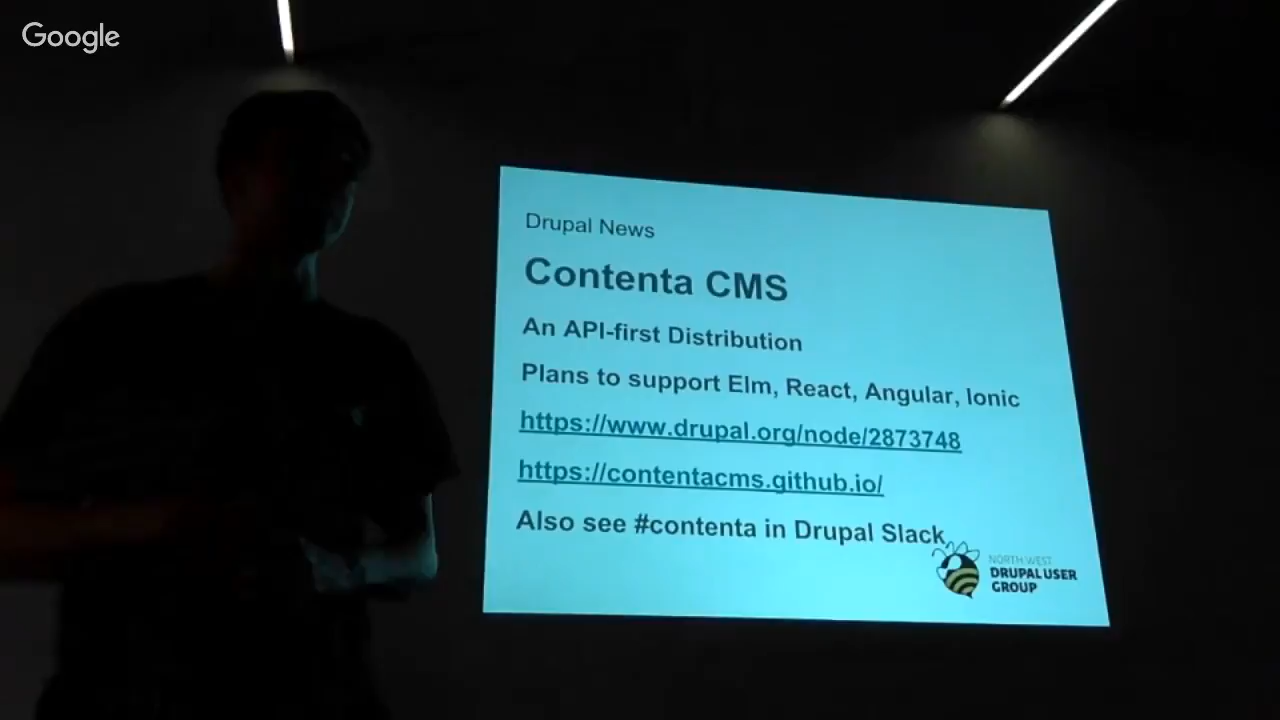 Google
Drupal News
Contenta CMS
An API-first Distribution
Plans to support Elm, React, Angular, Ionic
https://www.drupal.org/node/2873748
https://contentacms.github.io/
Also see #contenta in Drupal Slack
NORTH WEST
DRUPAL USER
GROUP